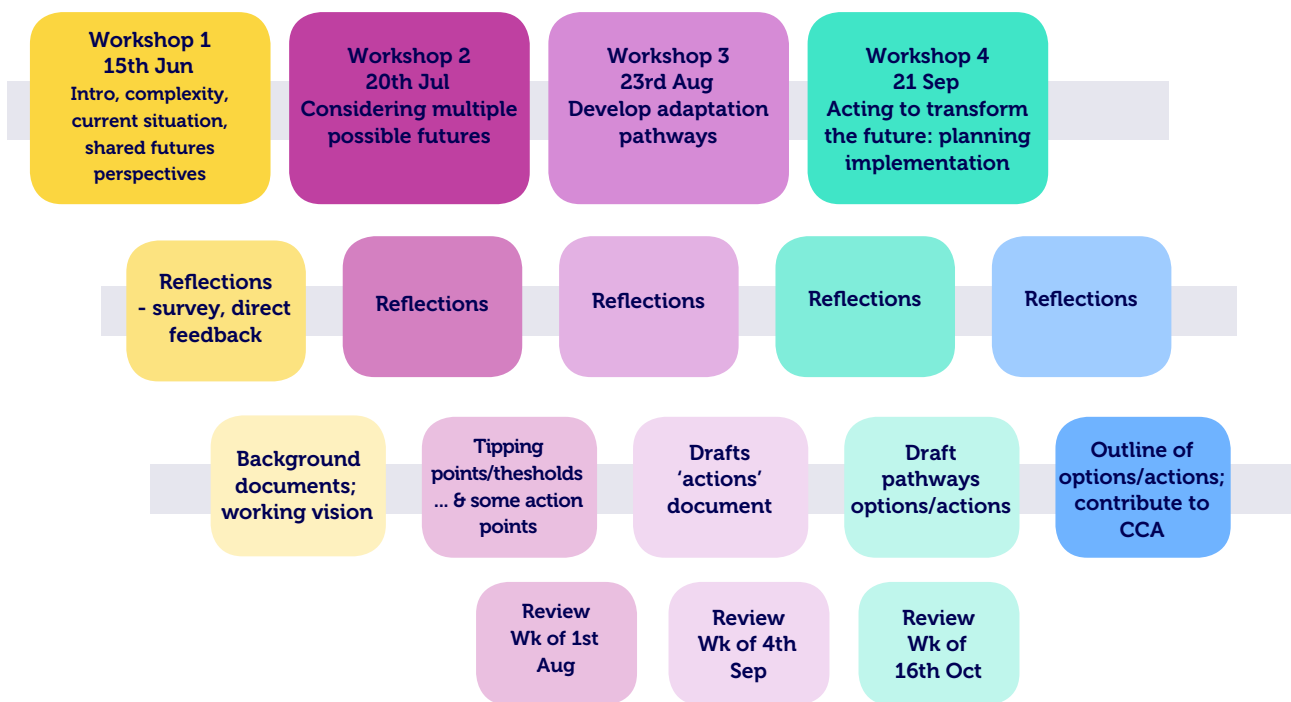 Workshop 1
15th Jun
Intro, complexity,
current situation,
shared futures
perspectives
Workshop 2
20th Jul
Considering multiple
possible futures
Workshop 3
23rd Aug
Develop adaptation
pathways
Workshop 4
21 Sep
Acting to transform
the future: planning
implementation
Reflections
- survey, direct
feedback
Reflections
Reflections
Reflections
Reflections
Background
documents;
working vision
Tipping
points/thesholds
... & some action
points
Drafts
‘actions’
document
Draft
pathways
options/actions
Outline of
options/actions;
contribute to
CCA
Review
Wk of 1st
Aug
Review
Wk of 4th
Sep
Review
Wk of
16th Oct